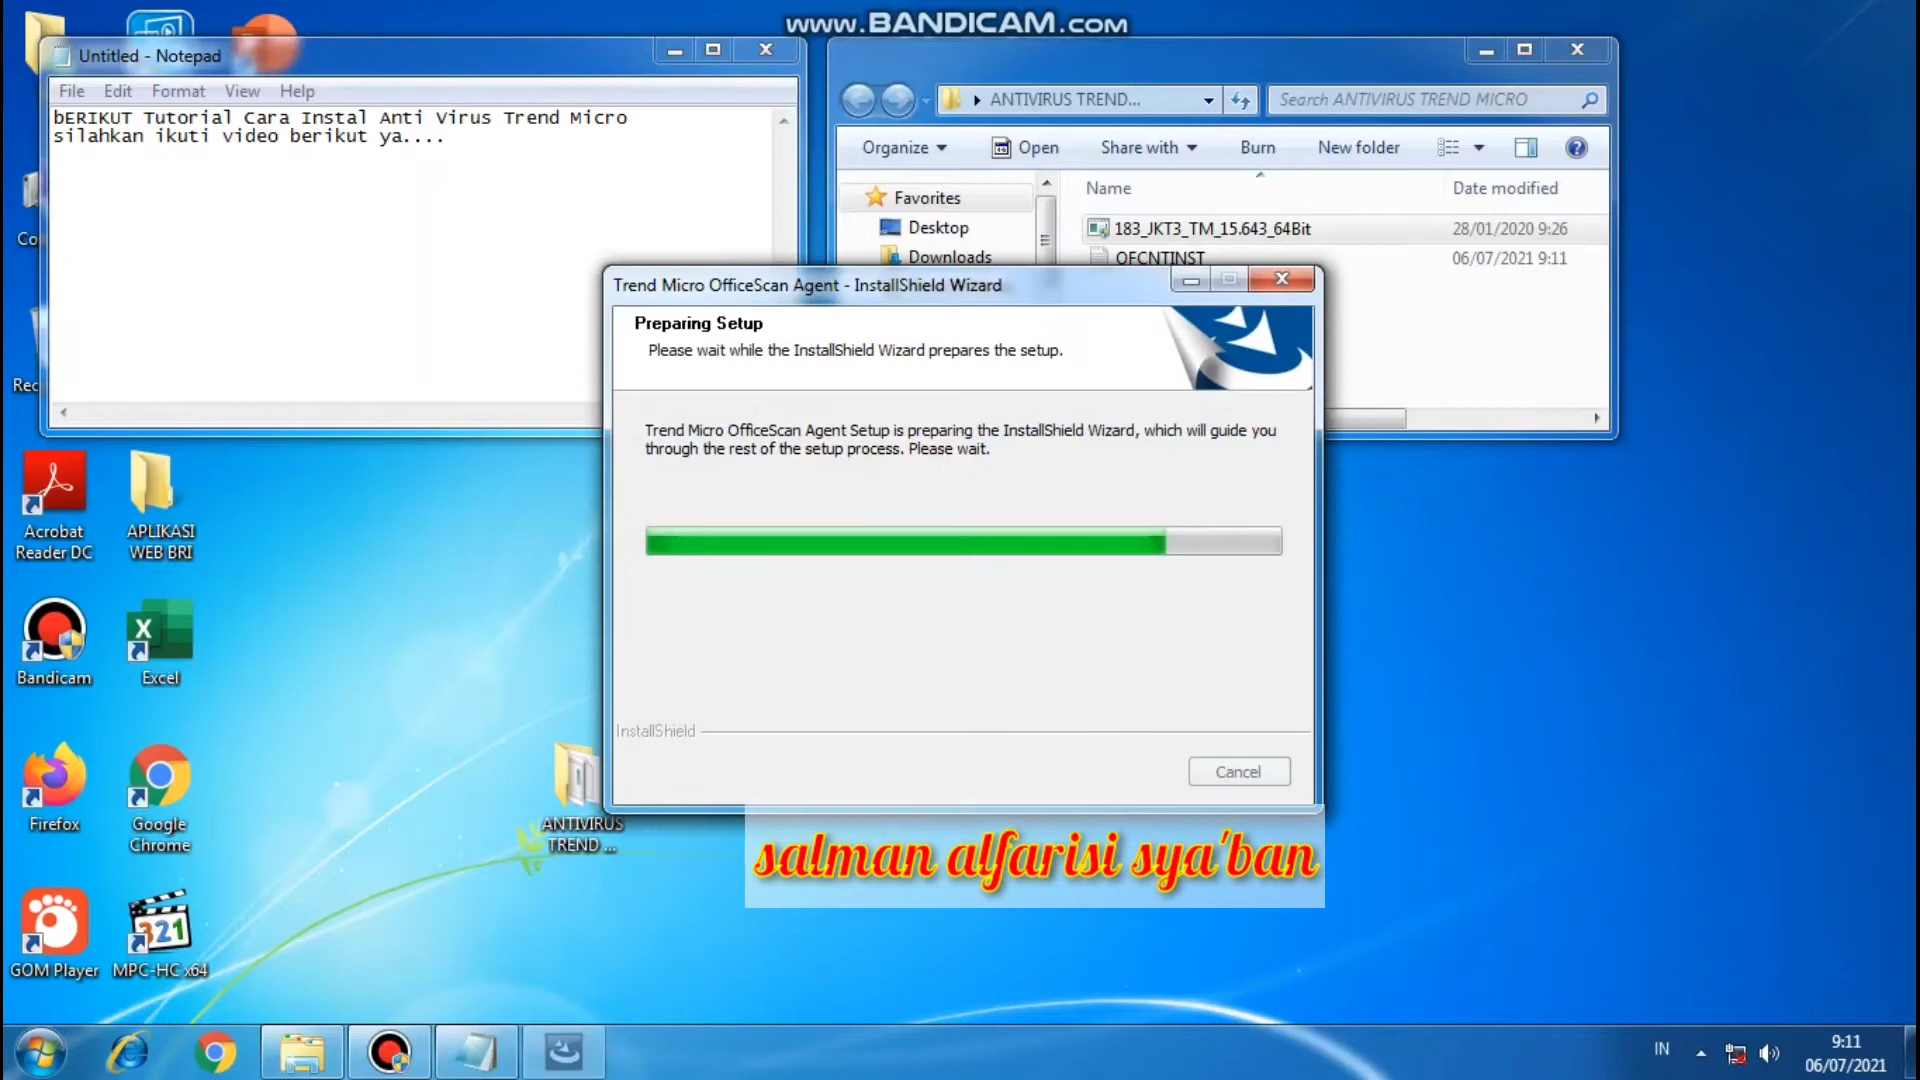 www.BANDICAM.com
Untitled - Notepad
File Edit Format View Help
bERIKUT Tutorial Cara Instal Anti Virus Trend Micro
silahkan ikuti video berikut ya....
ANTIVIRUS TREND...
Search ANTIVIRUS TREND MICRO
Organize Open Share with Burn New folder
Name Date modified
Favorites
Desktop
Downloads
183_JKT3_TM_15.643_64Bit 28/01/2020 9:26
OFCNTINST 06/07/2021 9:11
Trend Micro OfficeScan Agent - InstallShield Wizard
Preparing Setup
Please wait while the InstallShield Wizard prepares the setup.
Trend Micro OfficeScan Agent Setup is preparing the InstallShield Wizard, which will guide you
through the rest of the setup process. Please wait.
InstallShield
Cancel
salman alfarisi sya'ban
Co
Rec
Acrobat
Reader DC
APLIKASI
WEB BRI
Bandicam
Excel
Firefox
Google
Chrome
ANTIVIRUS
TREND ...
GOM Player
321
MPC-HC x64
IN
9:11
06/07/2021